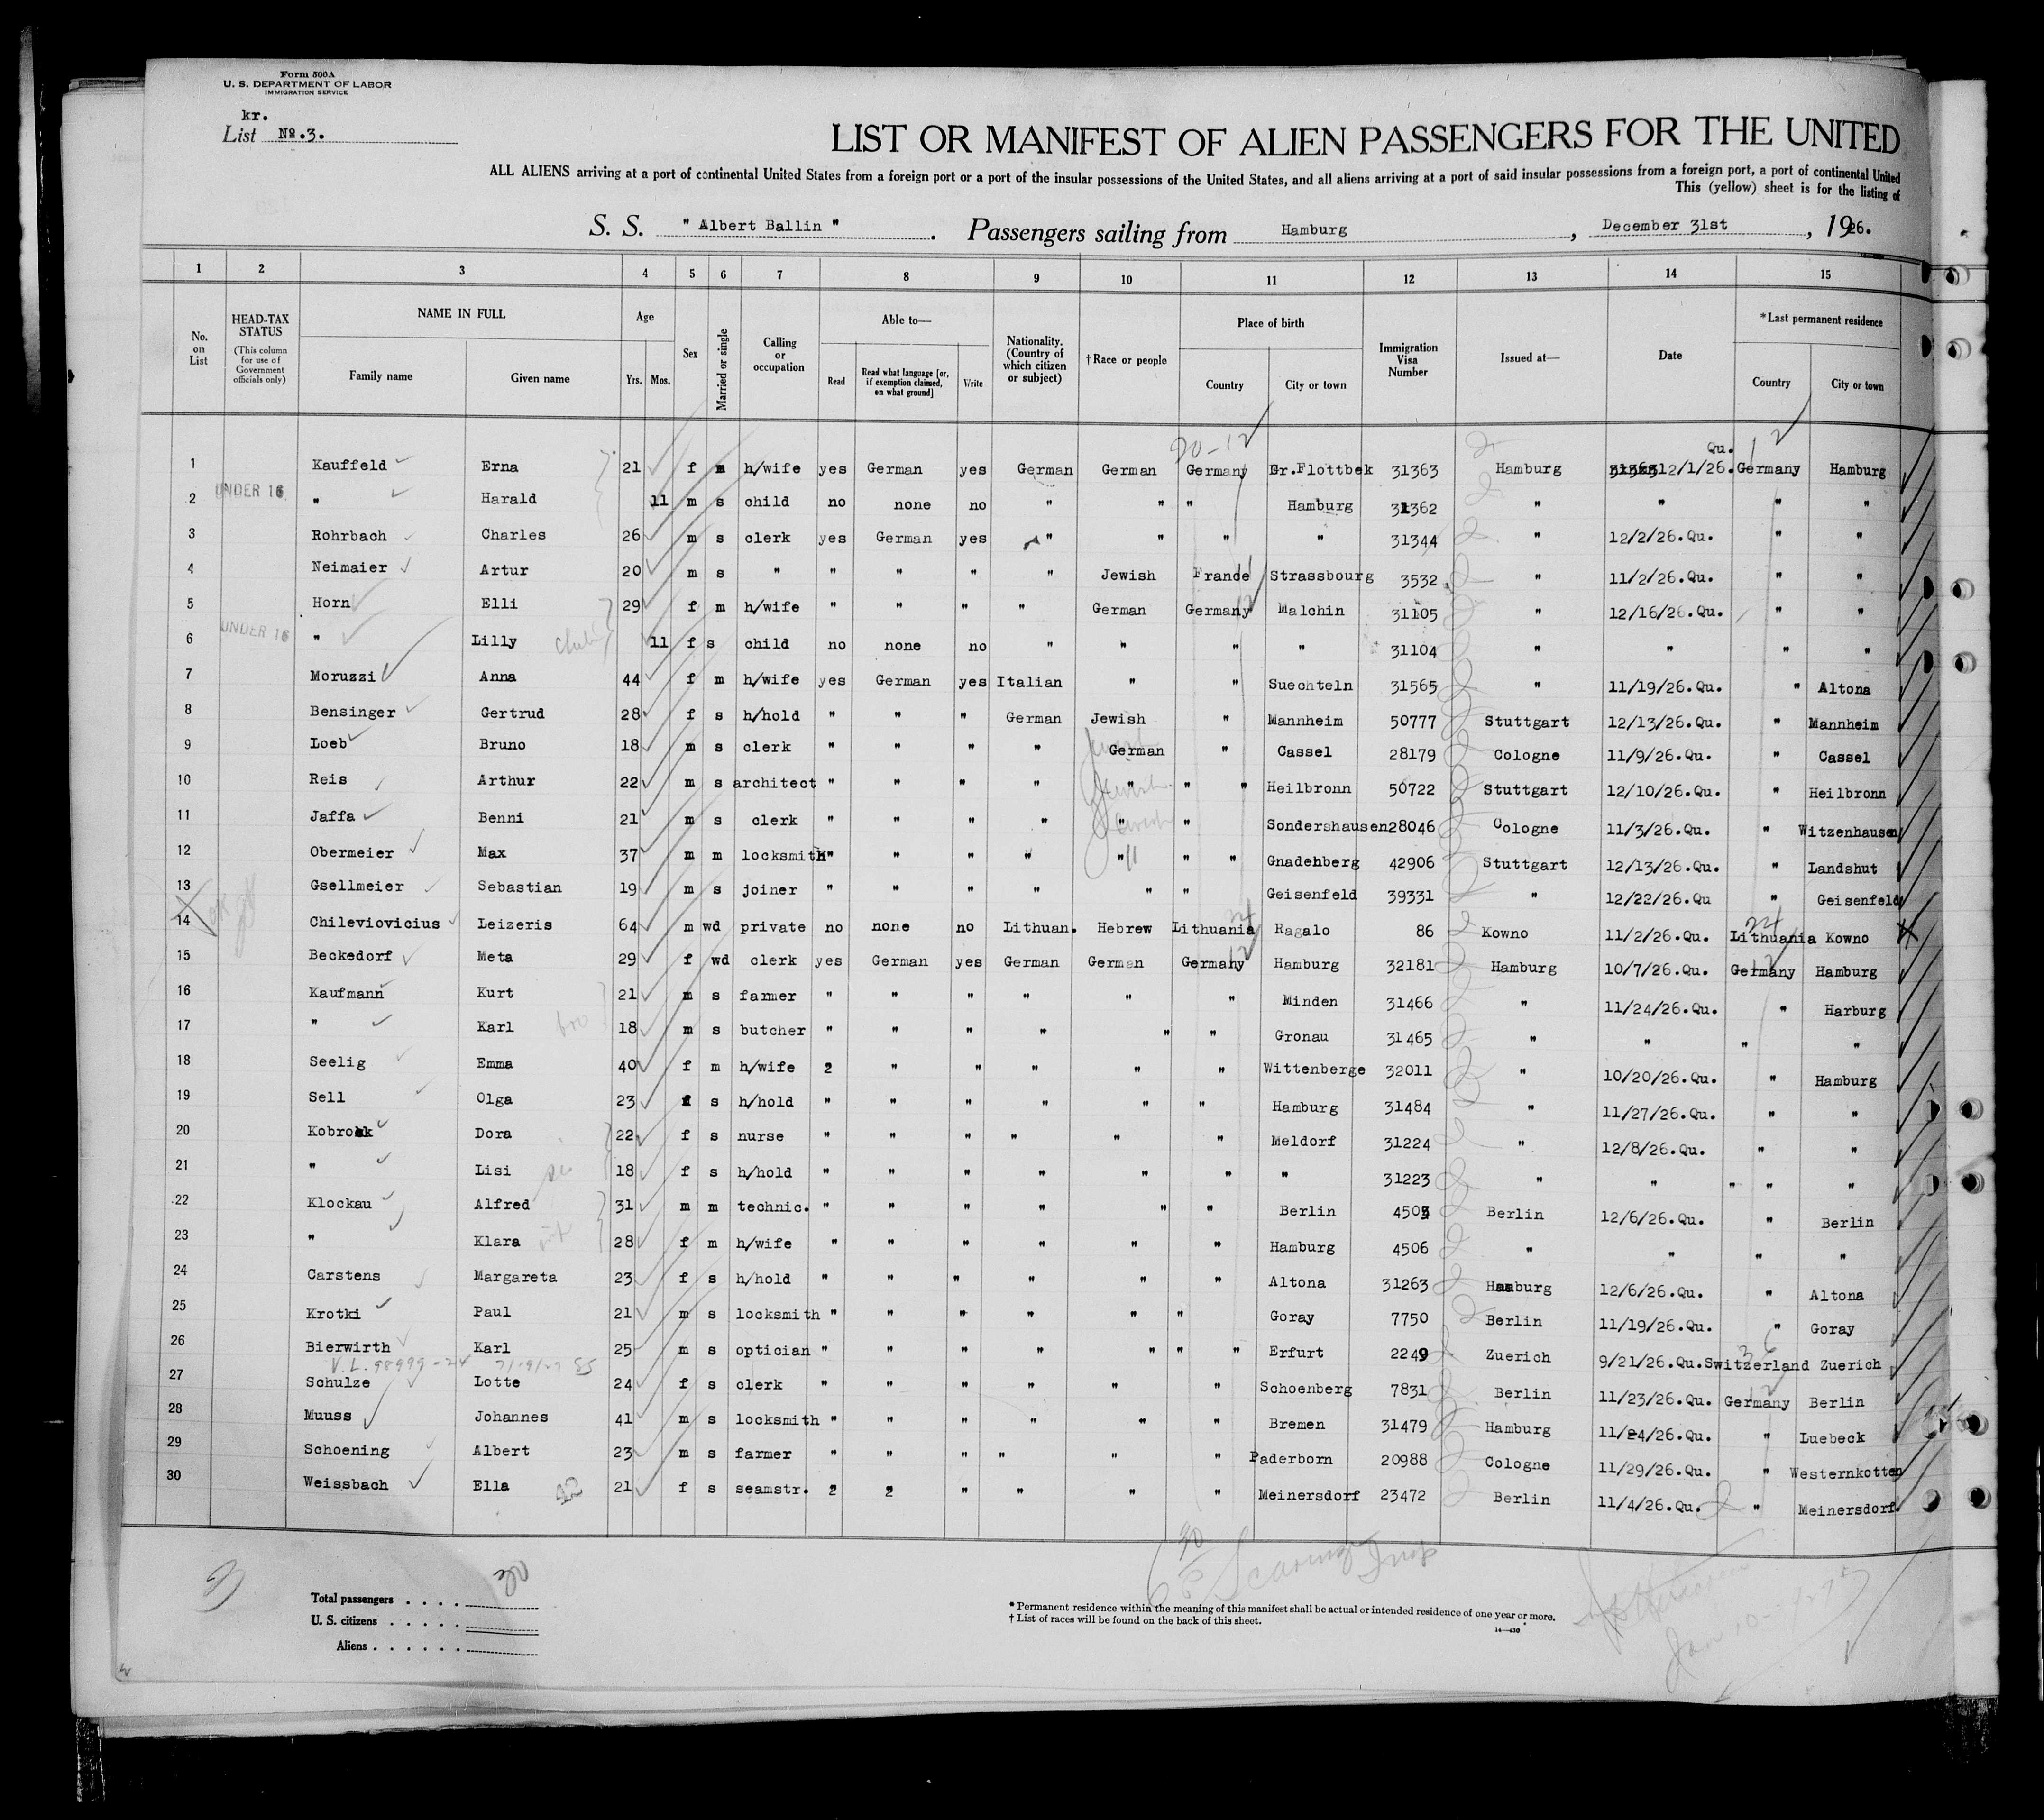 Form 500A
U. S. DEPARTMENT OF LABOR
IMMIGRATION SERVICE
kr.
List No.3.
LIST OR MANIFEST OF ALIEN PASSENGERS FOR THE UNITED
ALL ALIENS arriving at a port of continental United States from a foreign port or a port of the insular possessions of the United States, and all aliens arriving at a port of said insular possessions from a foreign port, a port of continental United
This (yellow) sheet is for the listing of
S. S. " Albert Ballin " . Passengers sailing from Hamburg , December 31st , 1926.
1 2 3 4 5 6 7 8 9 10 11 12 13 14 15
No. on List HEAD-TAX STATUS (This column for use of Government officials only) NAME IN FULL Family name Given name Age Yrs. Mos. Sex Married or single Calling or occupation Able to— Read Read what language [or, if exemption claimed, on what ground] Write Nationality. (Country of which citizen or subject) †Race or people Place of birth Country City or town Immigration Visa Number Issued at— Date *Last permanent residence Country City or town
20-12 12
Qu.
1 Kauffeld Erna 21 f m h/wife yes German yes German German Germany Gr.Flottbek 31363 Hamburg 12/1/26. Germany Hamburg
2 UNDER 16 " Harald 11 m s child no none no " " " Hamburg 31362 " " " "
3 Rohrbach Charles 26 m s clerk yes German yes " " " " 31344 " 12/2/26.Qu. " "
4 Neimaier Artur 20 m s " " " " " Jewish France Strassbourg 3532 " 11/2/26.Qu. " "
5 Horn Elli 29 f m h/wife " " " " German Germany Malchin 31105 " 12/16/26.Qu. " "
6 UNDER 16 " Lilly 11 f s child no none no " " " " 31104 " " " "
7 Moruzzi Anna 44 f m h/wife yes German yes Italian " " Suechteln 31565 " 11/19/26.Qu. " Altona
8 Bensinger Gertrud 28 f s h/hold " " " German Jewish " Mannheim 50777 Stuttgart 12/13/26.Qu. " Mannheim
9 Loeb Bruno 18 m s clerk " " " " Jewish German " Cassel 28179 Cologne 11/9/26.Qu. " Cassel
10 Reis Arthur 22 m s architect " " " " Jewish " " " Heilbronn 50722 Stuttgart 12/10/26.Qu. " Heilbronn
11 Jaffa Benni 21 m s clerk " " " " Jewish " " Sondershausen 28046 Cologne 11/3/26.Qu. " Witzenhausen
12 Obermeier Max 37 m m locksmith " " " " " " " Gnadenberg 42906 Stuttgart 12/13/26.Qu. " Landshut
13 Gsellmeier Sebastian 19 m s joiner " " " " " " Geisenfeld 39331 " 12/22/26.Qu " Geisenfeld
14 Chileviovicius Leizeris 64 m wd private no none no Lithuan. Hebrew Lithuania Ragalo 86 Kowno 11/2/26.Qu. Lithuania Kowno
15 Beckedorf Meta 29 f wd clerk yes German yes German German Germany Hamburg 32181 Hamburg 10/7/26.Qu. Germany Hamburg
16 Kaufmann Kurt 21 m s farmer " " " " " " Minden 31466 " 11/24/26.Qu. " Harburg
17 " Karl bro 18 m s butcher " " " " " " Gronau 31465 " " " "
18 Seelig Emma 40 f m h/wife 2 " " " " " Wittenberge 32011 " 10/20/26.Qu. " Hamburg
19 Sell Olga 23 f s h/hold " " " " " " Hamburg 31484 " 11/27/26.Qu. " "
20 Kobrock Dora 22 f s nurse " " " " " " Meldorf 31224 " 12/8/26.Qu. " "
21 " Lisi 18 f s h/hold " " " " " " " 31223 " " " " "
22 Klockau Alfred 31 m m technic. " " " " " " Berlin 4505 Berlin 12/6/26.Qu. " Berlin
23 " Klara 28 f m h/wife " " " " " " Hamburg 4506 " " " "
24 Carstens Margareta 23 f s h/hold " " " " " " Altona 31263 Hamburg 12/6/26.Qu. " Altona
25 Krotki Paul 21 m s locksmith " " " " " " Goray 7750 Berlin 11/19/26.Qu. " Goray
26 Bierwirth Karl 25 m s optician " " " " " " " Erfurt 2249 Zuerich 9/21/26.Qu. Switzerland Zuerich
27 Schulze Lotte 24 f s clerk " " " " " " Schoenberg 7831 Berlin 11/23/26.Qu. Germany Berlin
28 Muuss Johannes 41 m s locksmith " " " " " " Bremen 31479 Hamburg 11/24/26.Qu. " Luebeck
29 Schoening Albert 23 m s farmer " " " " " " Paderborn 20988 Cologne 11/29/26.Qu. " Westernkotten
30 Weissbach Ella 21 f s seamstr. 2 2 " " " " Meinersdorf 23472 Berlin 11/4/26.Qu. " Meinersdorf
Total passengers
U. S. citizens
Aliens
* Permanent residence within the meaning of this manifest shall be actual or intended residence of one year or more.
† List of races will be found on the back of this sheet.
14—430